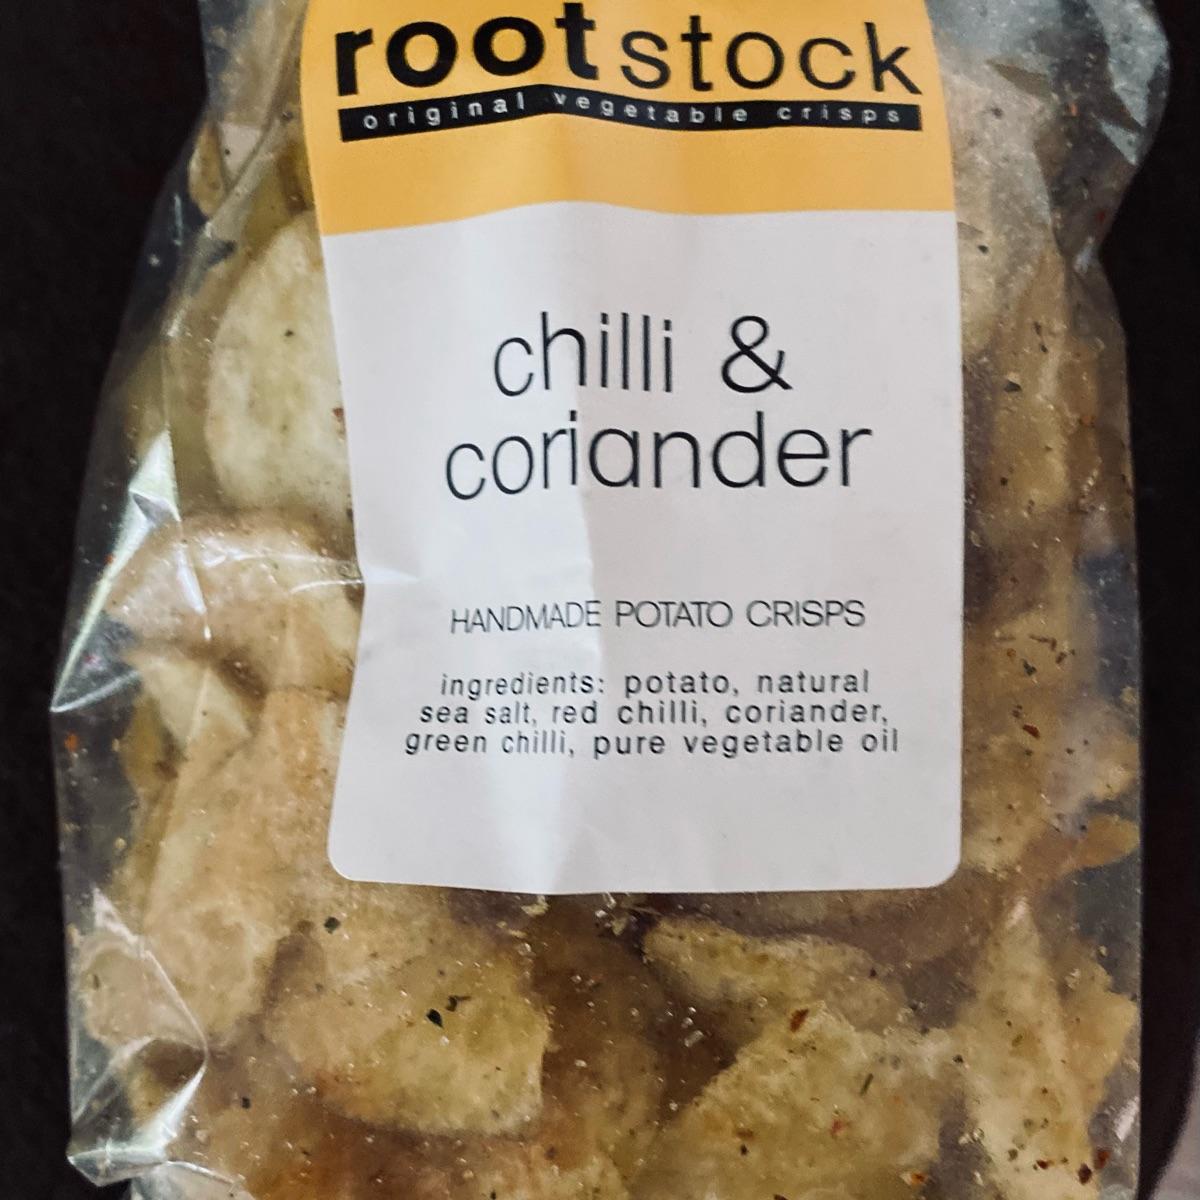 rootstock
original vegetable crisps
chilli &
coriander
HANDMADE POTATO CRISPS
ingredients: potato, natural
sea salt, red chilli, coriander,
green chilli, pure vegetable oil